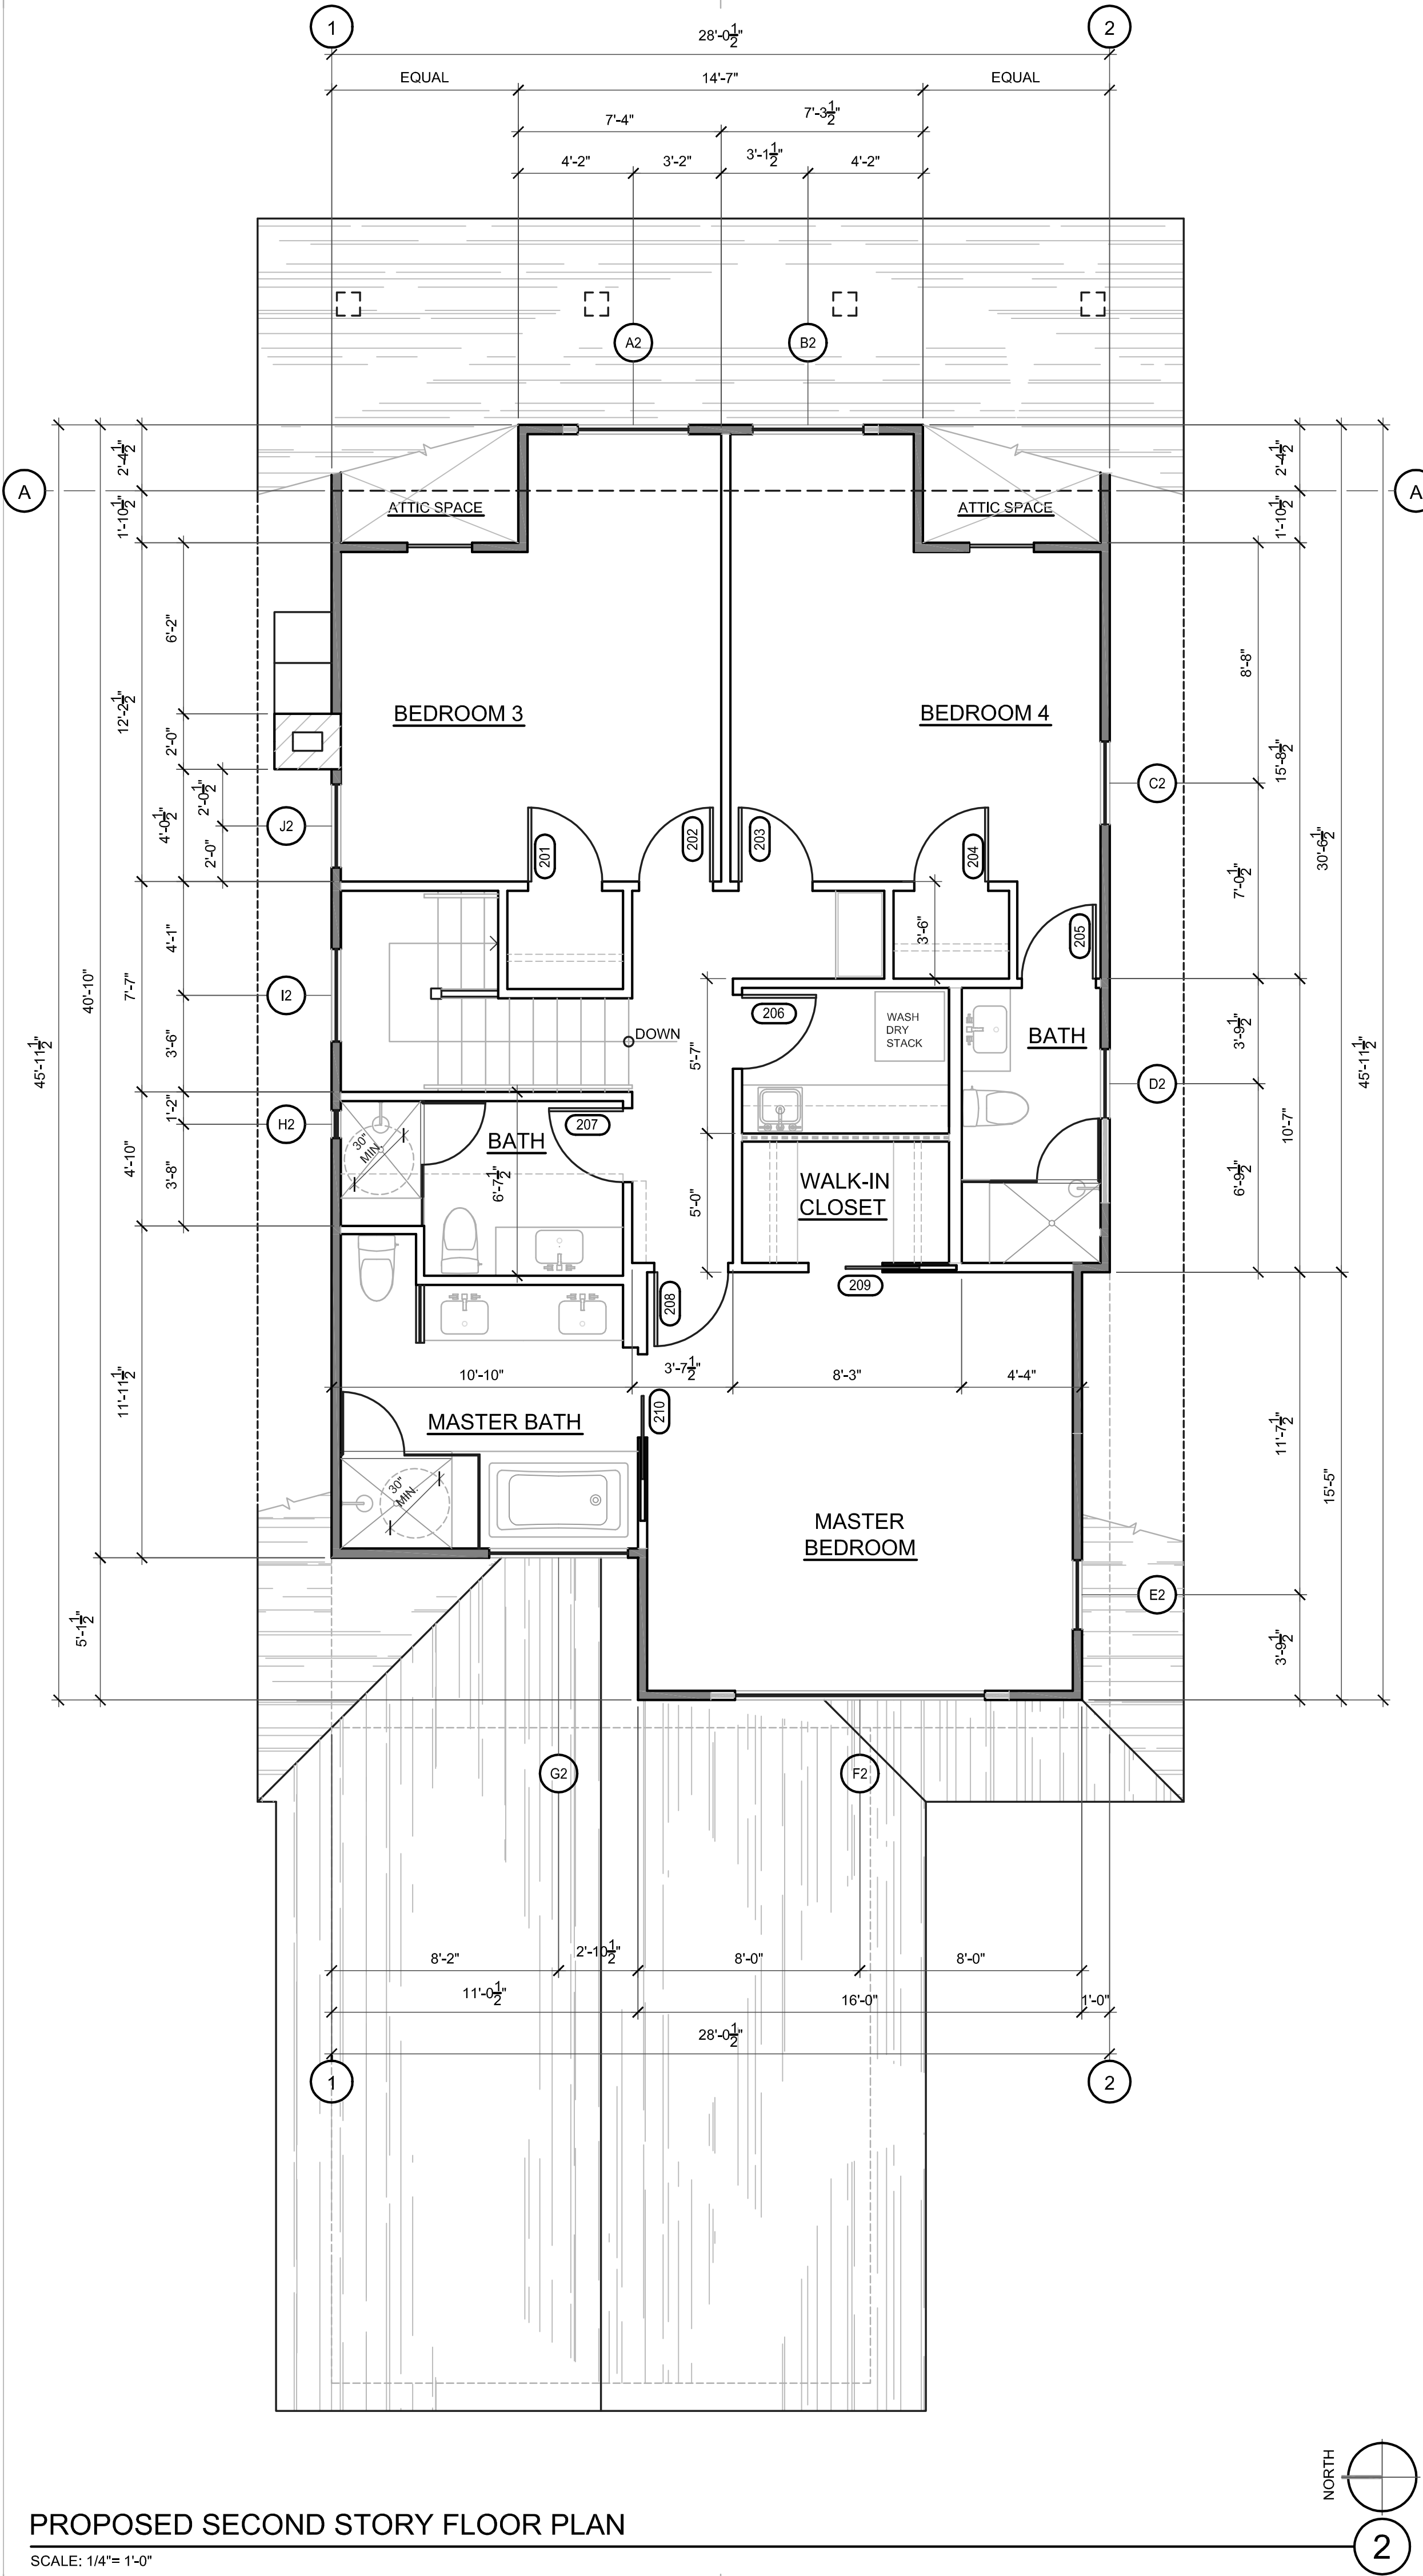 1
2
28'-0 1/2"
EQUAL
14'-7"
EQUAL
7'-4"
7'-3 1/2"
4'-2"
3'-2"
3'-1 1/2"
4'-2"
A2
B2
2'-4 1/2"
2'-4 1/2"
A
A
1'-10 1/2"
1'-10 1/2"
ATTIC SPACE
ATTIC SPACE
6'-2"
8'-8"
12'-2 1/2"
BEDROOM 3
BEDROOM 4
2'-0"
15'-8 1/2"
C2
2'-0 1/2"
4'-0 1/2"
J2
2'-0"
201
202
203
204
30'-6 1/2"
7'-0 1/2"
4'-1"
3'-6"
205
40'-10"
7'-7"
I2
206
WASH
DRY
STACK
BATH
DOWN
3'-9 1/2"
3'-6"
5'-7"
45'-11 1/2"
45'-11 1/2"
D2
1'-2"
H2
207
30"
MIN.
BATH
10'-7"
4'-10"
3'-8"
6'-7 1/2"
5'-0"
WALK-IN
CLOSET
6'-9 1/2"
208
209
10'-10"
3'-7 1/2"
8'-3"
4'-4"
11'-11 1/2"
210
MASTER BATH
11'-7 1/2"
30"
MIN.
15'-5"
MASTER
BEDROOM
E2
5'-1 1/2"
3'-9 1/2"
G2
F2
8'-2"
2'-10 1/2"
8'-0"
8'-0"
11'-0 1/2"
16'-0"
1'-0"
28'-0 1/2"
1
2
NORTH
PROPOSED SECOND STORY FLOOR PLAN
2
SCALE: 1/4"= 1'-0"